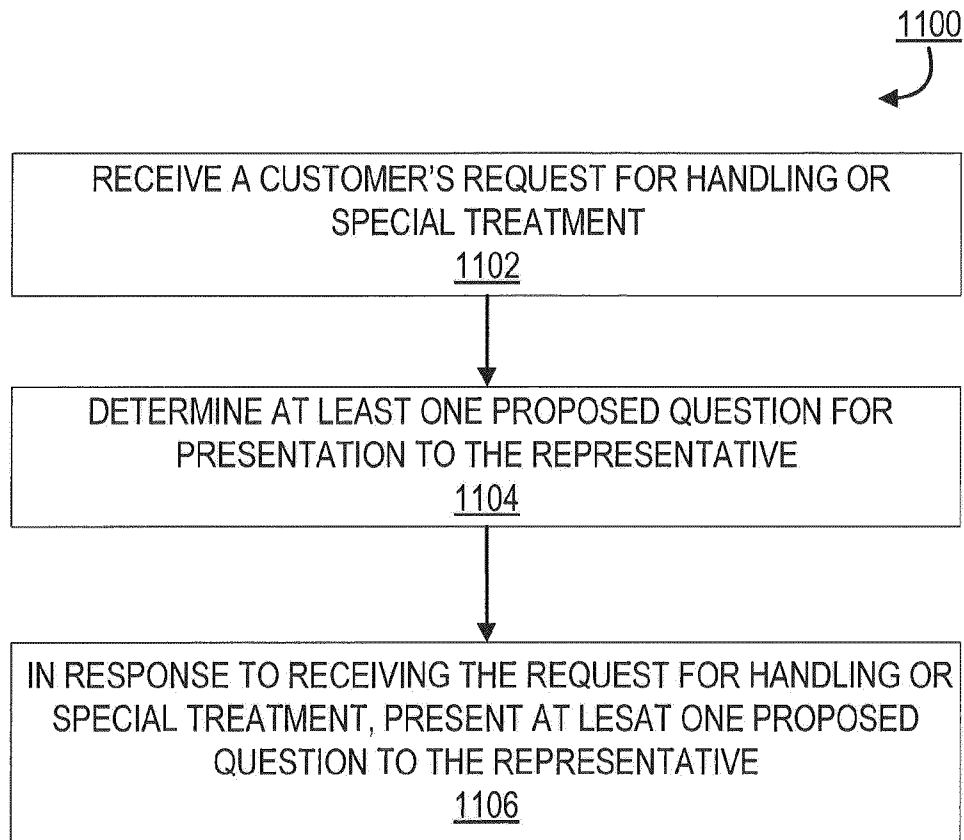 1100
RECEIVE A CUSTOMER'S REQUEST FOR HANDLING OR
SPECIAL TREATMENT
1102
DETERMINE AT LEAST ONE PROPOSED QUESTION FOR
PRESENTATION TO THE REPRESENTATIVE
1104
IN RESPONSE TO RECEIVING THE REQUEST FOR HANDLING OR
SPECIAL TREATMENT, PRESENT AT LESAT ONE PROPOSED
QUESTION TO THE REPRESENTATIVE
1106